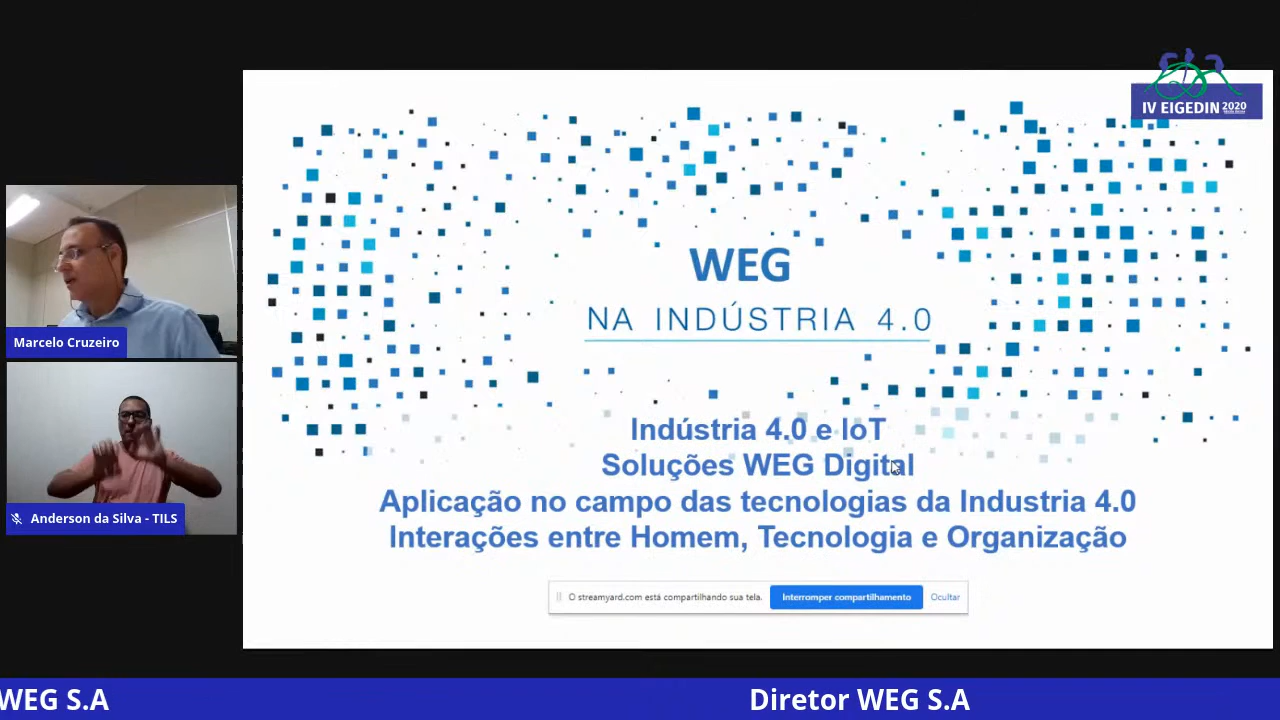 IV EIGEDIN 2020
WEG
NA INDÚSTRIA 4.0
Indústria 4.0 e IoT
Soluções WEG Digital
Aplicação no campo das tecnologias da Industria 4.0
Interações entre Homem, Tecnologia e Organização
O streamyard.com está compartilhando sua tela.
Interromper compartilhamento
Ocultar
Marcelo Cruzeiro
Anderson da Silva - TILS
WEG S.A
Diretor WEG S.A